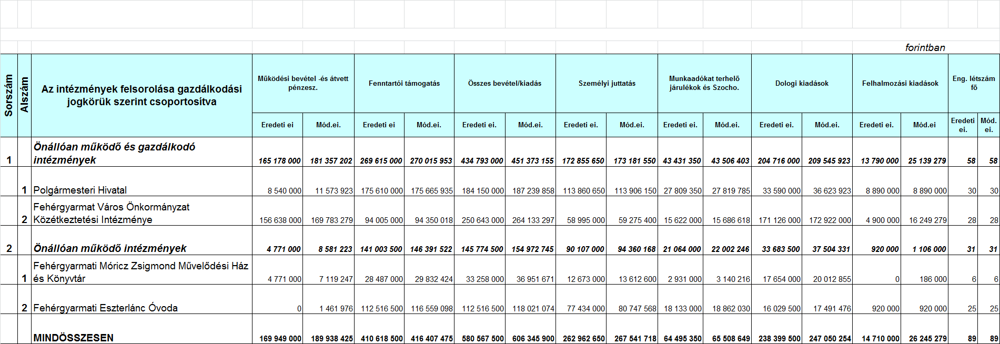 forintban
Sorszám Alszám Az intézmények felsorolása gazdálkodási jogkörük szerint csoportosítva Működési bevétel -és átvett pénzesz. Fenntartói támogatás Összes bevétel/kiadás Személyi juttatás Munkaadókat terhelő járulékok és Szocho. Dologi kiadások Felhalmozási kiadások Eng. létszám fő
Eredeti ei Mód.ei. Eredeti ei Mód.ei. Eredeti ei. Mód.ei. Eredeti ei. Mód.ei. Eredeti ei. Mód.ei. Eredeti ei. Mód.ei. Eredeti ei. Mód.ei Eredeti ei. Mód. ei.
Önállóan működő és gazdálkodó
1 intézmények 165 178 000 181 357 202 269 615 000 270 015 953 434 793 000 451 373 155 172 855 650 173 181 550 43 431 350 43 506 403 204 716 000 209 545 923 13 790 000 25 139 279 58 58
1 Polgármesteri Hivatal 8 540 000 11 573 923 175 610 000 175 665 935 184 150 000 187 239 858 113 860 650 113 906 150 27 809 350 27 819 785 33 590 000 36 623 923 8 890 000 8 890 000 30 30
Fehérgyarmat Város Önkormányzat
2 Közétkeztetési Intézménye 156 638 000 169 783 279 94 005 000 94 350 018 250 643 000 264 133 297 58 995 000 59 275 400 15 622 000 15 686 618 171 126 000 172 922 000 4 900 000 16 249 279 28 28
2 Önállóan működő intézmények 4 771 000 8 581 223 141 003 500 146 391 522 145 774 500 154 972 745 90 107 000 94 360 168 21 064 000 22 002 246 33 683 500 37 504 331 920 000 1 106 000 31 31
Fehérgyarmati Móricz Zsigmond Művelődési Ház
1 és Könyvtár 4 771 000 7 119 247 28 487 000 29 832 424 33 258 000 36 951 671 12 673 000 13 612 600 2 931 000 3 140 216 17 654 000 20 012 855 0 186 000 6 6
2 Fehérgyarmati Eszterlánc Óvoda 0 1 461 976 112 516 500 116 559 098 112 516 500 118 021 074 77 434 000 80 747 568 18 133 000 18 862 030 16 029 500 17 491 476 920 000 920 000 25 25
MINDÖSSZESEN 169 949 000 189 938 425 410 618 500 416 407 475 580 567 500 606 345 900 262 962 650 267 541 718 64 495 350 65 508 649 238 399 500 247 050 254 14 710 000 26 245 279 89 89